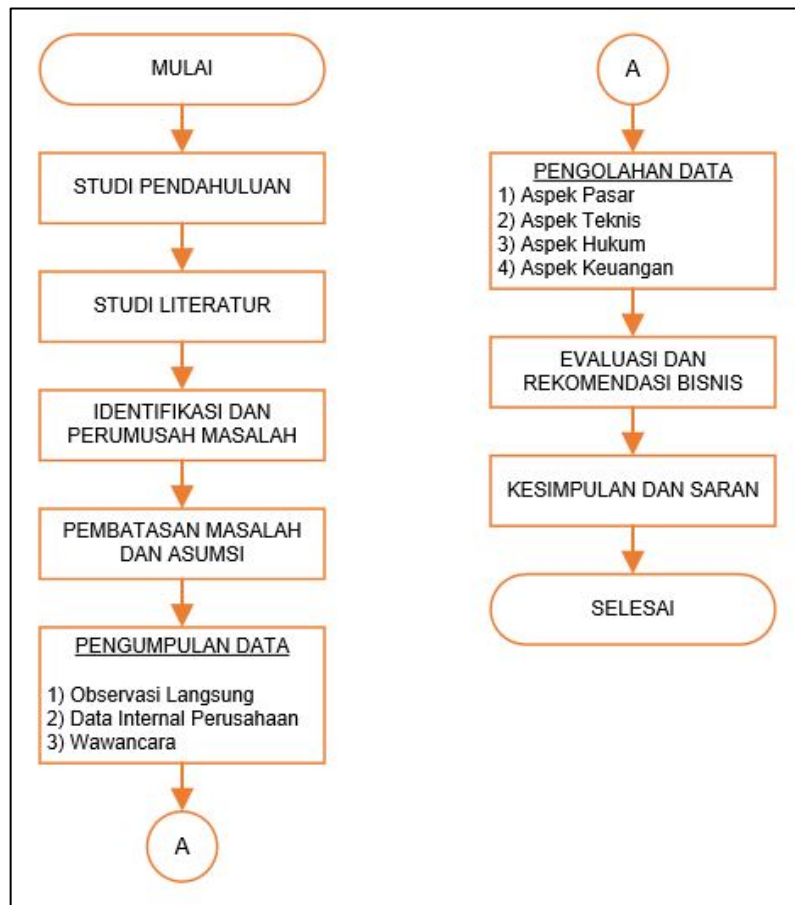 MULAI
STUDI PENDAHULUAN
STUDI LITERATUR
IDENTIFIKASI DAN
PERUMUSAH MASALAH
PEMBATASAN MASALAH
DAN ASUMSI
PENGUMPULAN DATA
1) Observasi Langsung
2) Data Internal Perusahaan
3) Wawancara
A
A
PENGOLAHAN DATA
1) Aspek Pasar
2) Aspek Teknis
3) Aspek Hukum
4) Aspek Keuangan
EVALUASI DAN
REKOMENDASI BISNIS
KESIMPULAN DAN SARAN
SELESAI